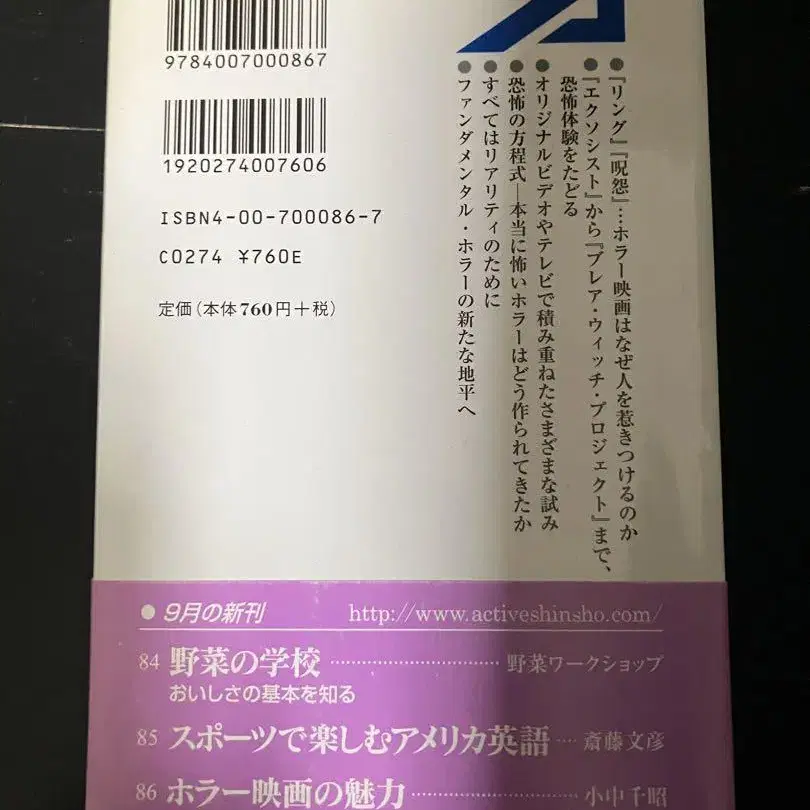 9784007000867
1920274007606
ISBN4-00-700086-7
C0274 ¥760E
定価(本体760円+税)
●『リング』『呪怨』…ホラー映画はなぜ人を惹きつけるのか
●『エクソシスト』から『ブレア・ウィッチ・プロジェクト』まで、
恐怖体験をたどる
●オリジナルビデオやテレビで積み重ねたさまざまな試み
●恐怖の方程式―本当に怖いホラーはどう作られてきたか
●すべてはリアリティのために
●ファンダメンタル・ホラーの新たな地平へ
●9月の新刊 http://www.activeshinsho.com/
84 野菜の学校 …… 野菜ワークショップ
おいしさの基本を知る
85 スポーツで楽しむアメリカ英語 … 斎藤文彦
86 ホラー映画の魅力 …… 小中千昭